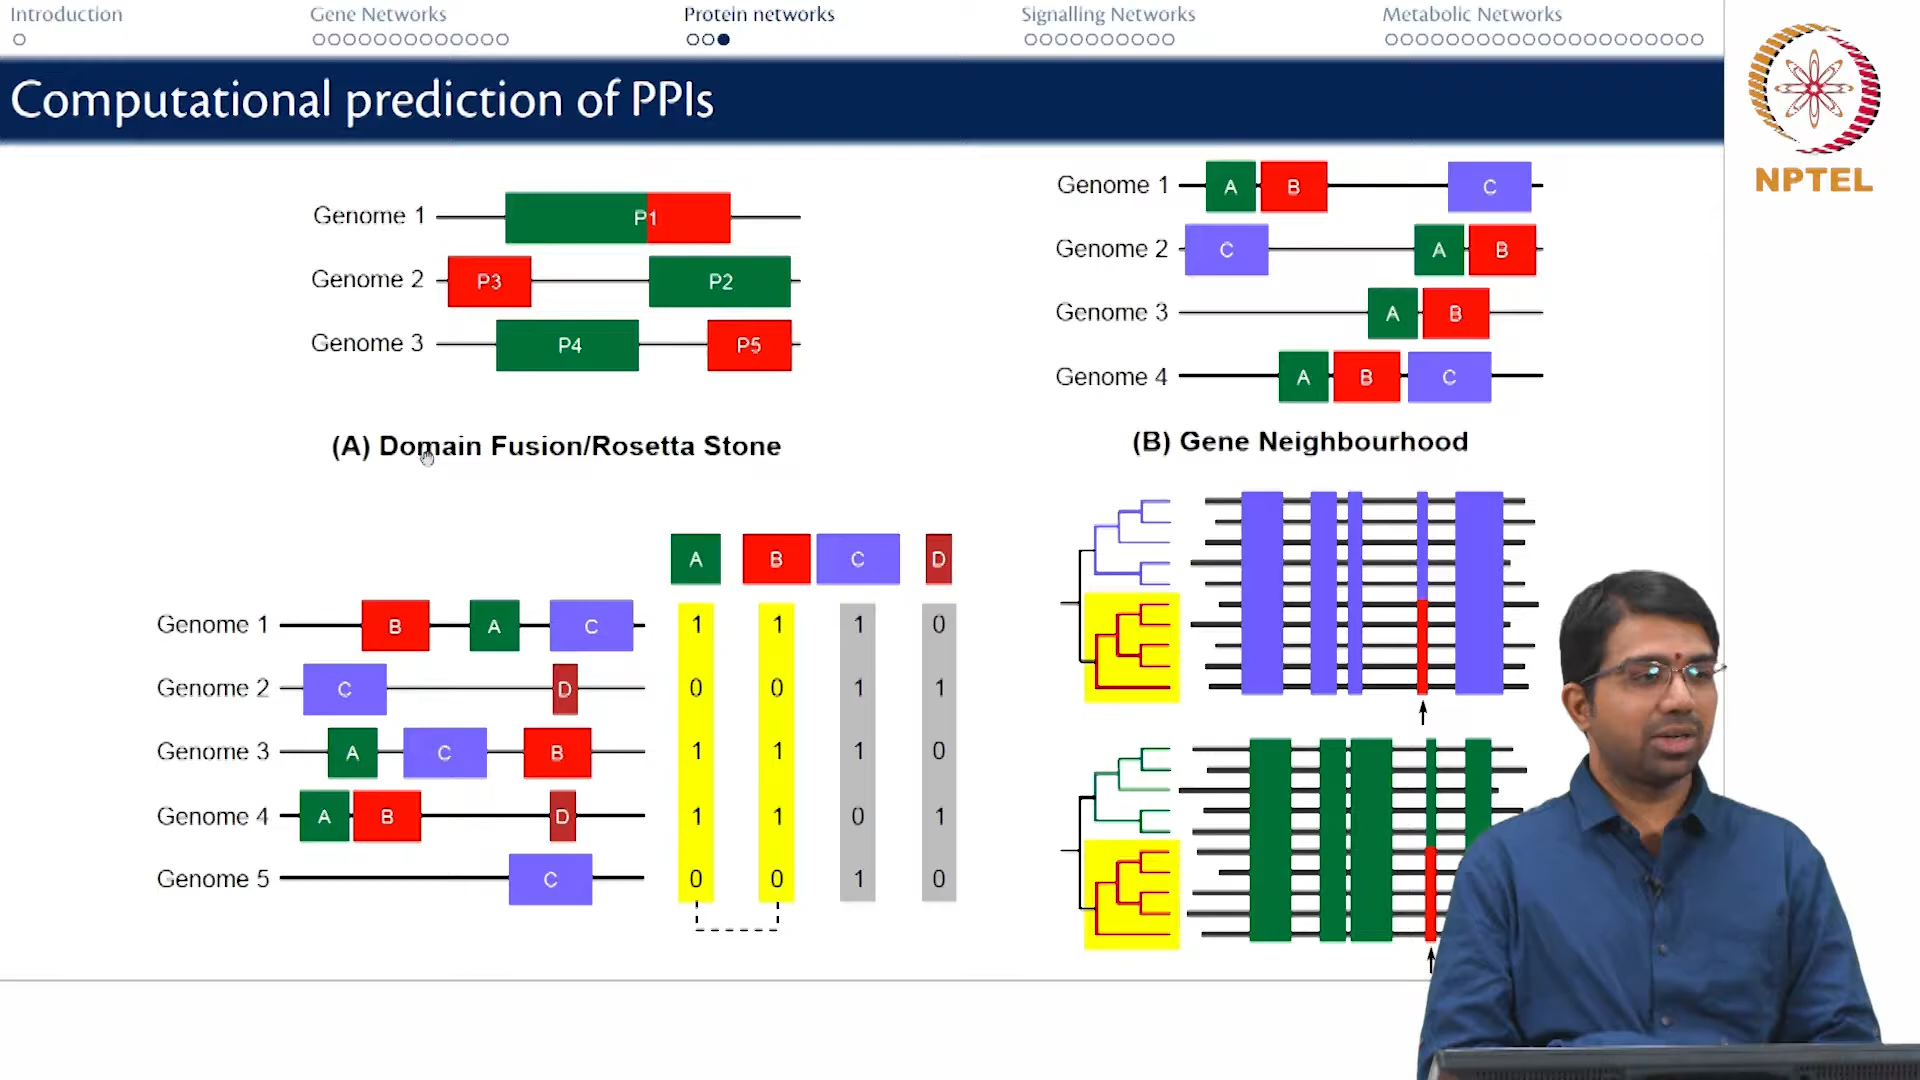 Introduction
Gene Networks
Protein networks
Signalling Networks
Metabolic Networks
Computational prediction of PPIs
NPTEL
Genome 1 P1
Genome 2 P3 P2
Genome 3 P4 P5
(A) Domain Fusion/Rosetta Stone
Genome 1 A B C
Genome 2 C A B
Genome 3 A B
Genome 4 A B C
(B) Gene Neighbourhood
A B C D
Genome 1 B A C 1 1 1 0
Genome 2 C D 0 0 1 1
Genome 3 A C B 1 1 1 0
Genome 4 A B D 1 1 0 1
Genome 5 C 0 0 1 0